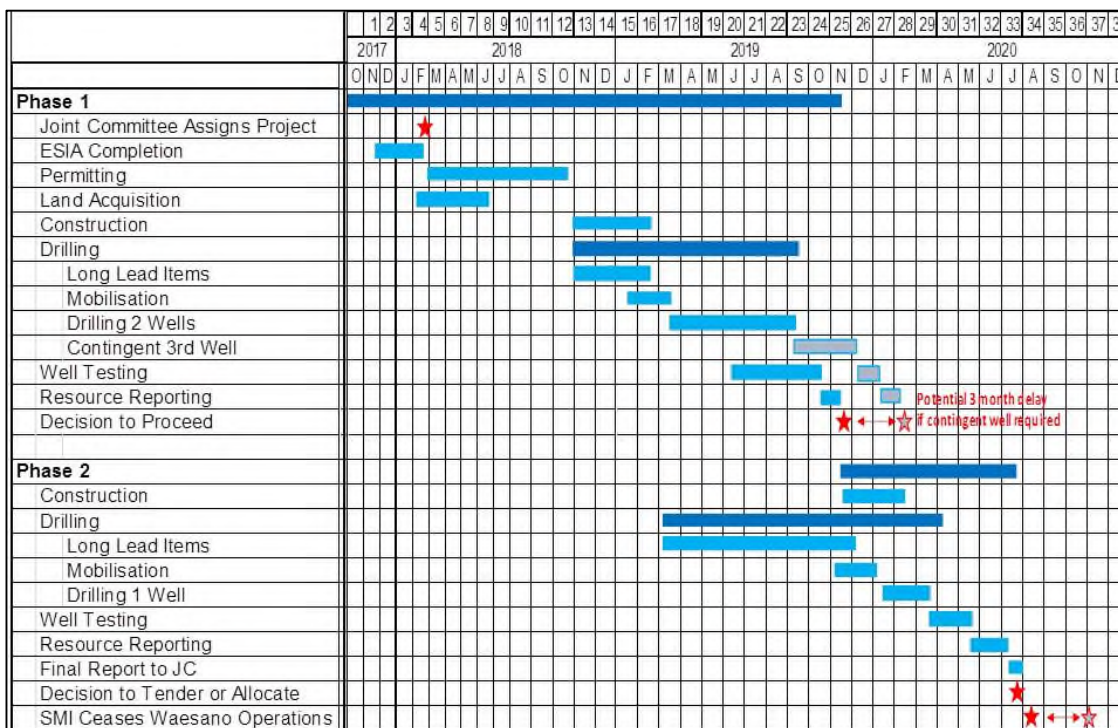 1 2 3 4 5 6 7 8 9 10 11 12 13 14 15 16 17 18 19 20 21 22 23 24 25 26 27 28 29 30 31 32 33 34 35 36 37
2017 2018 2019 2020
O N D J F M A M J J A S O N D J F M A M J J A S O N D J F M A M J J A S O N D
Phase 1
Joint Committee Assigns Project
ESIA Completion
Permitting
Land Acquisition
Construction
Drilling
Long Lead Items
Mobilisation
Drilling 2 Wells
Contingent 3rd Well
Well Testing
Resource Reporting Potential 3 month delay
Decision to Proceed if contingent well required
Phase 2
Construction
Drilling
Long Lead Items
Mobilisation
Drilling 1 Well
Well Testing
Resource Reporting
Final Report to JC
Decision to Tender or Allocate
SMI Ceases Waesano Operations